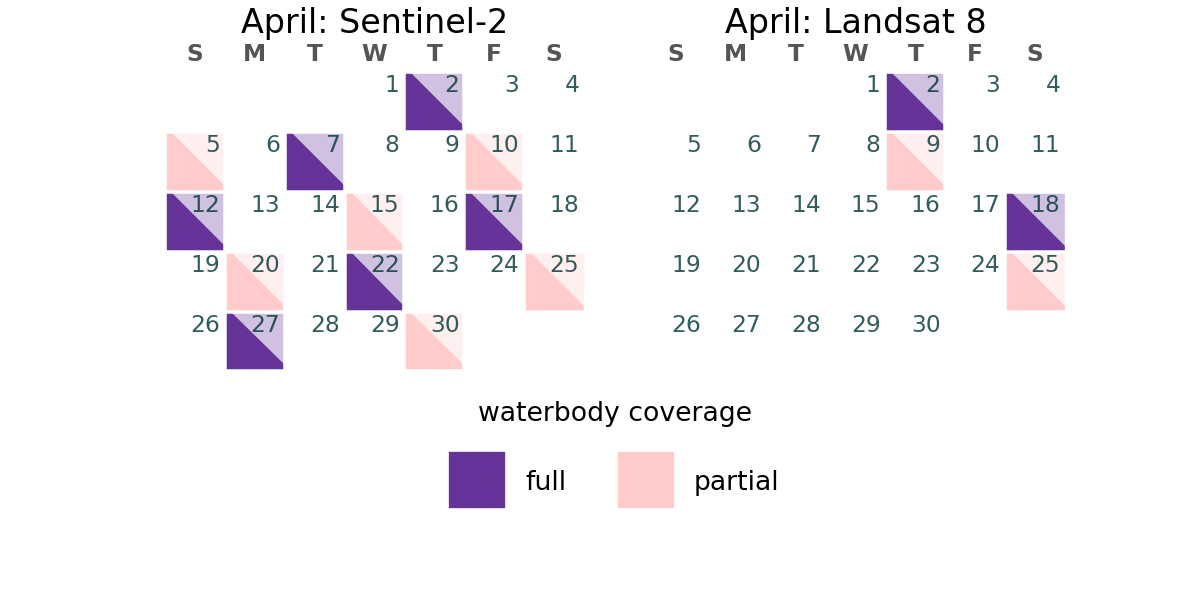 April: Sentinel-2
S M T W T F S
1 2 3 4
5 6 7 8 9 10 11
12 13 14 15 16 17 18
19 20 21 22 23 24 25
26 27 28 29 30
April: Landsat 8
S M T W T F S
1 2 3 4
5 6 7 8 9 10 11
12 13 14 15 16 17 18
19 20 21 22 23 24 25
26 27 28 29 30
waterbody coverage
full partial